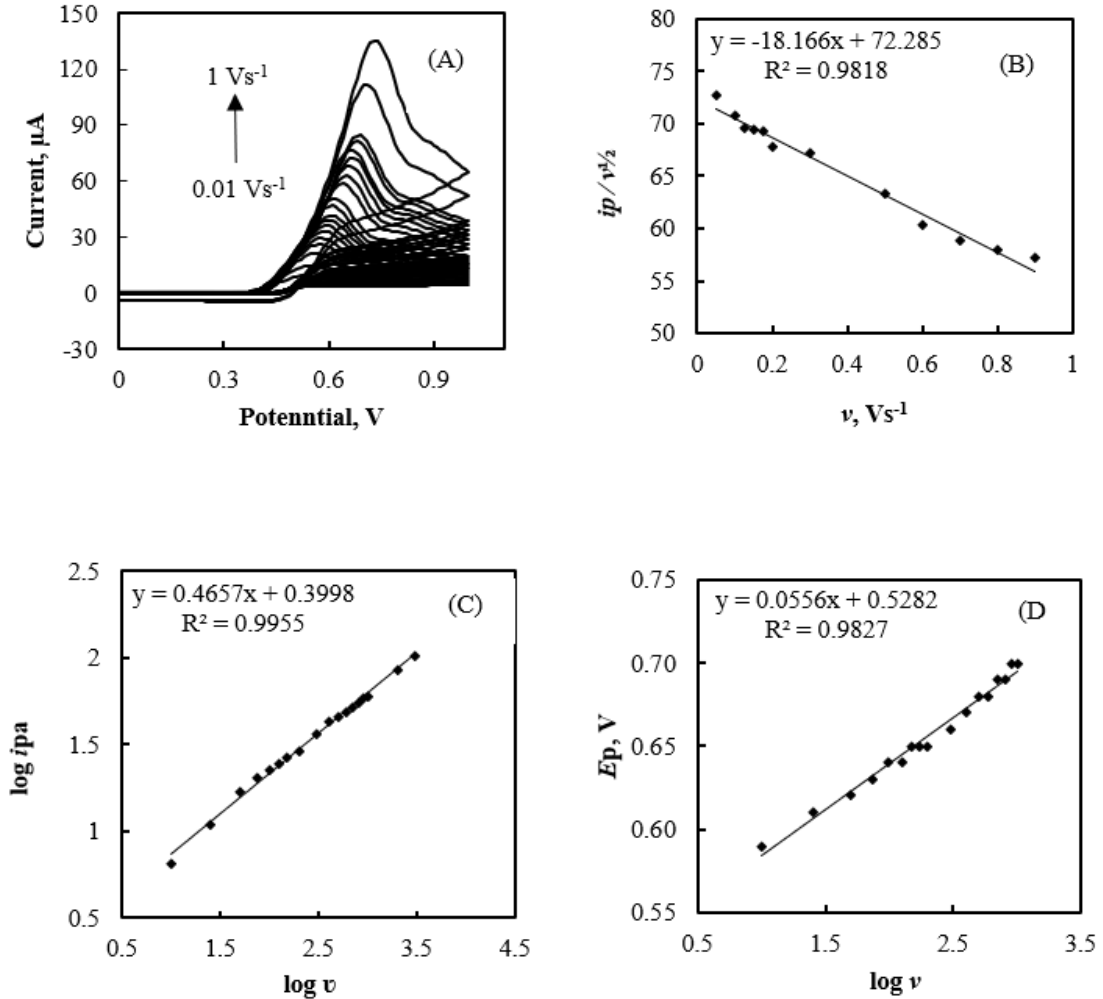 150
120
90
60
30
0
-30
0
0.3
0.6
0.9
Current, µA
Potenntial, V
1 Vs⁻¹
0.01 Vs⁻¹
(A)
80
75
70
65
60
55
50
0
0.2
0.4
0.6
0.8
1
ip / v½
v, Vs⁻¹
y = -18.166x + 72.285
R² = 0.9818
(B)
2.5
2
1.5
1
0.5
0.5
1.5
2.5
3.5
4.5
log ipa
log v
y = 0.4657x + 0.3998
R² = 0.9955
(C)
0.75
0.70
0.65
0.60
0.55
0.5
1.5
2.5
3.5
Ep, V
log v
y = 0.0556x + 0.5282
R² = 0.9827
(D